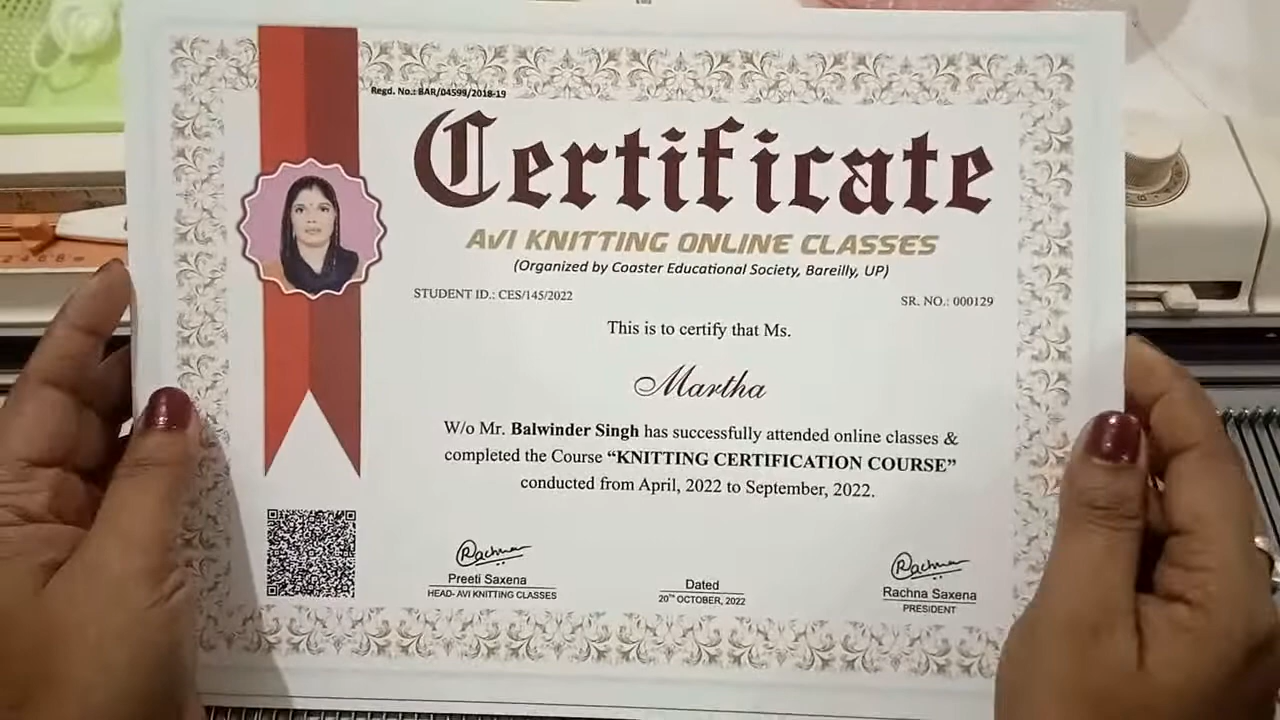 Regd. No.: BAR/04599/2018-19
Certificate
AVI KNITTING ONLINE CLASSES
(Organized by Coaster Educational Society, Bareilly, UP)
STUDENT ID.: CES/145/2022 SR. NO.: 000129
This is to certify that Ms.
Martha
W/o Mr. Balwinder Singh has successfully attended online classes &
completed the Course “KNITTING CERTIFICATION COURSE”
conducted from April, 2022 to September, 2022.
Rachna Rachna
Preeti Saxena Dated Rachna Saxena
HEAD- AVI KNITTING CLASSES 20TH OCTOBER, 2022 PRESIDENT